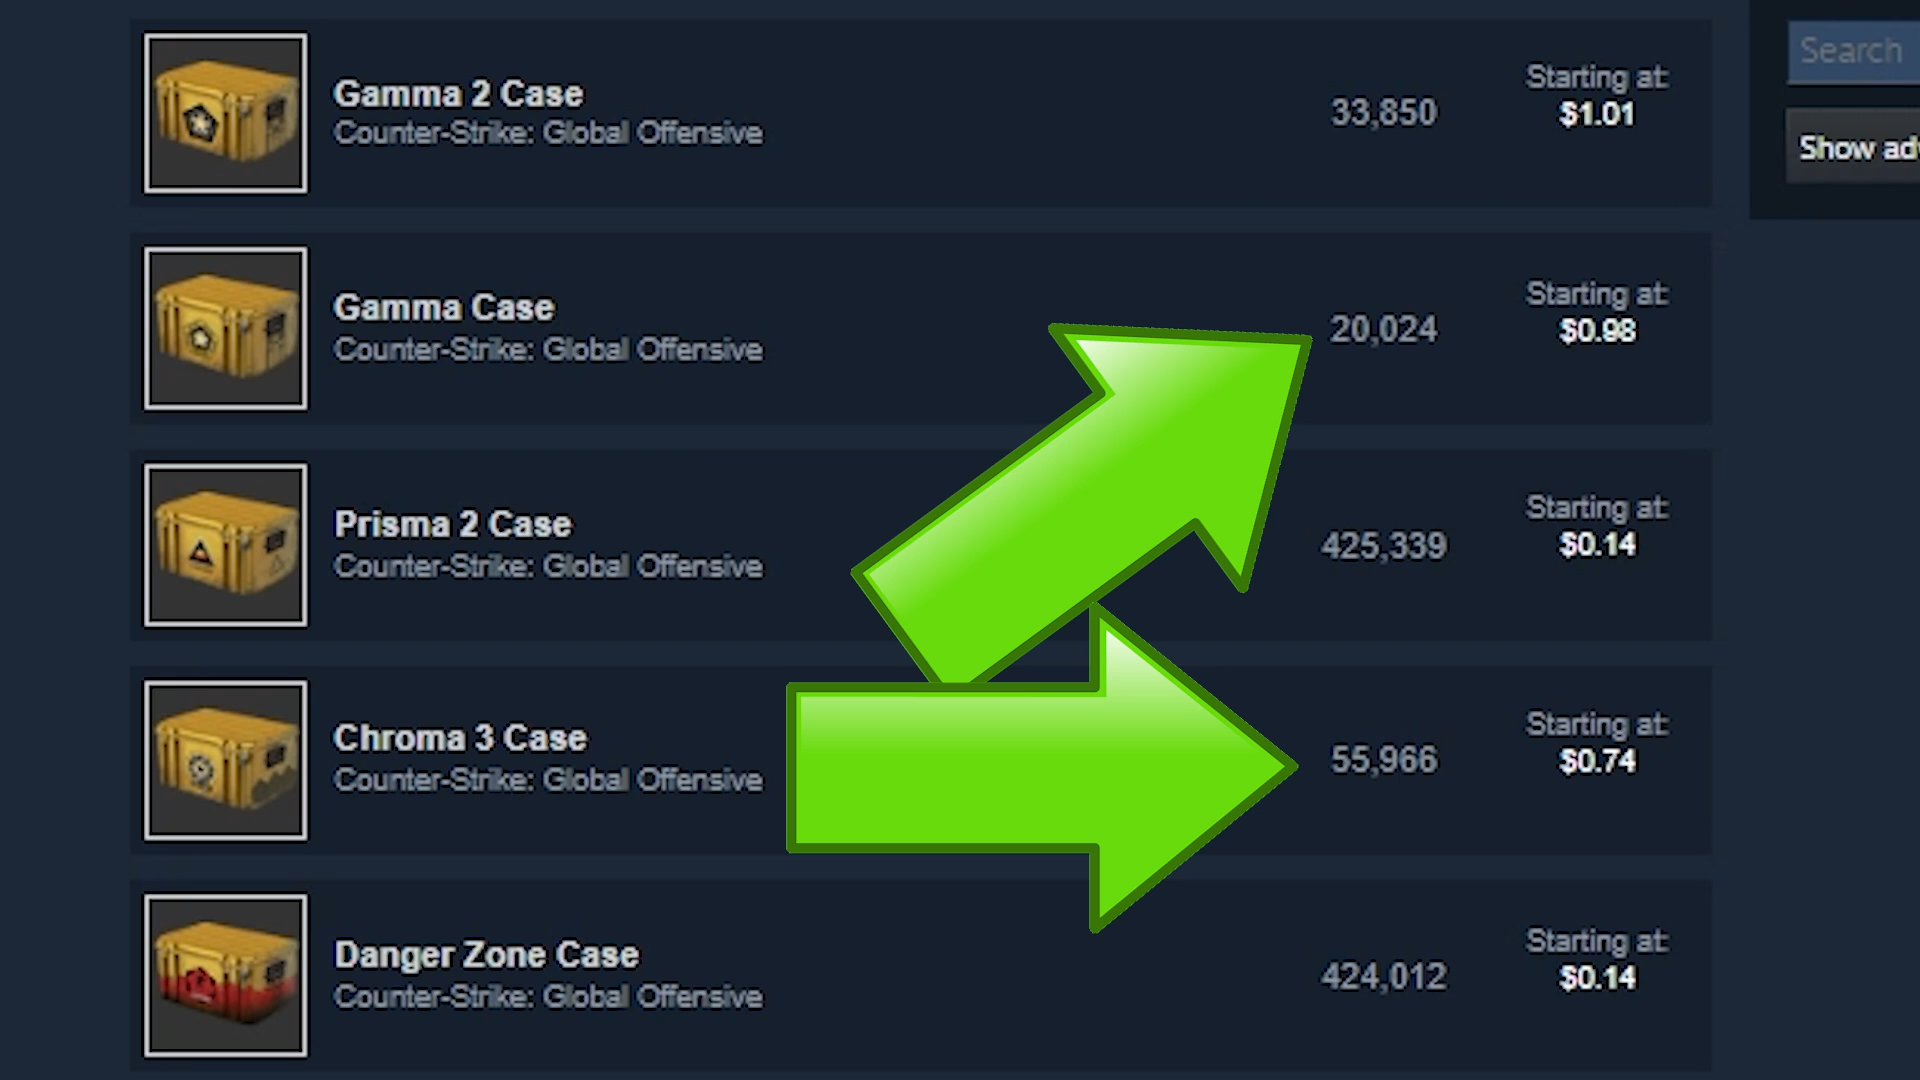 Gamma 2 Case
Counter-Strike: Global Offensive
33,850
Starting at:
$1.01
Search
Show adv
Gamma Case
Counter-Strike: Global Offensive
20,024
Starting at:
$0.98
Prisma 2 Case
Counter-Strike: Global Offensive
425,339
Starting at:
$0.14
Chroma 3 Case
Counter-Strike: Global Offensive
55,966
Starting at:
$0.74
Danger Zone Case
Counter-Strike: Global Offensive
424,012
Starting at:
$0.14